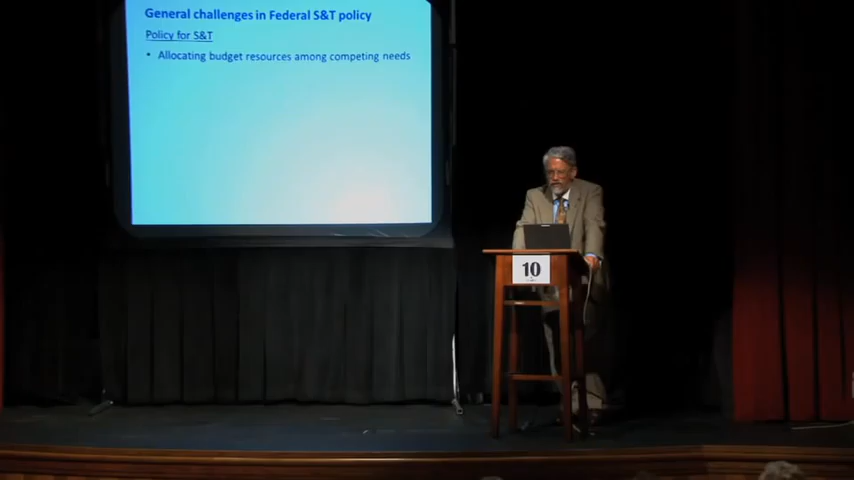 General challenges in Federal S&T policy
Policy for S&T
• Allocating budget resources among competing needs
10